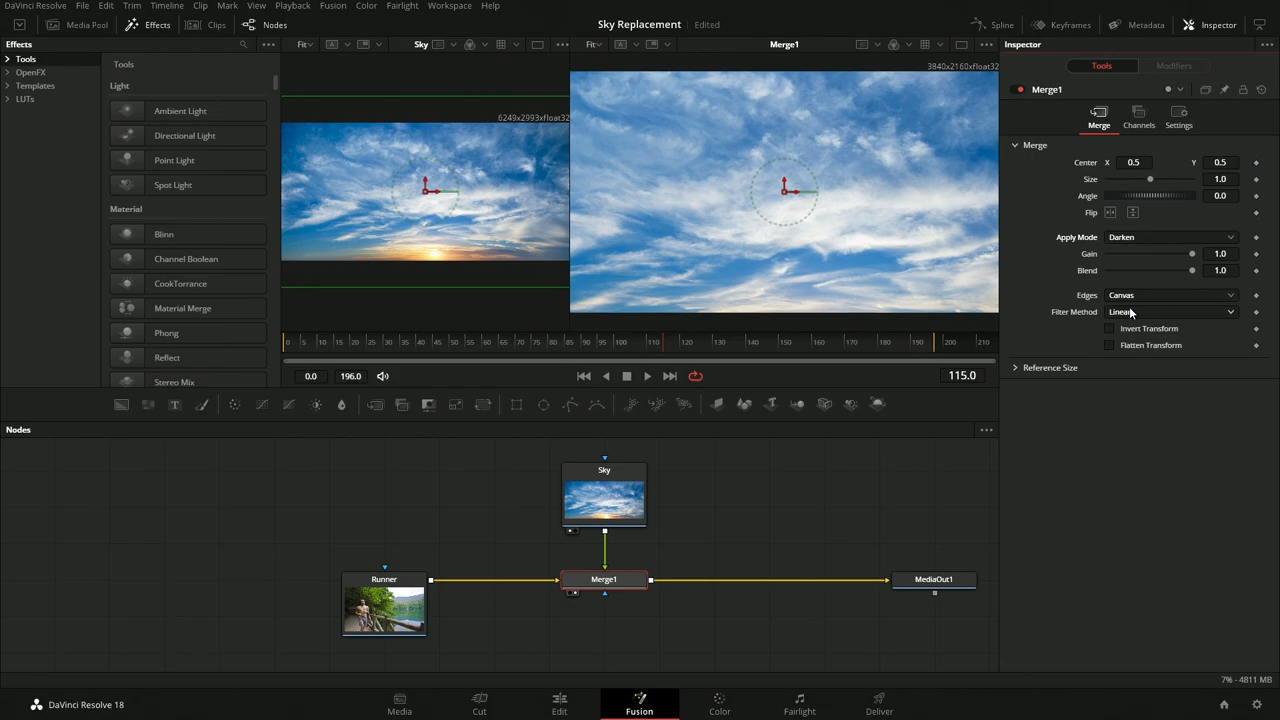 DaVinci Resolve File Edit Trim Timeline Clip Mark View Playback Fusion Color Fairlight Workspace Help
Media Pool Effects Clips Nodes Sky Replacement Edited Spline Keyframes Metadata Inspector
Effects Fit Sky Fit Merge1 Inspector
Tools
OpenFX
Templates
LUTs
Tools
Light
Ambient Light
Directional Light
Point Light
Spot Light
Material
Blinn
Channel Boolean
CookTorrance
Material Merge
Phong
Reflect
Stereo Mix
6249x2993xfloat32
3840x2160xfloat32
0 5 10 15 20 25 30 35 40 45 50 55 60 65 70 75 80 85 90 95 100 110 120 130 140 150 160 170 180 190 200 210
0.0 196.0 115.0
Tools Modifiers
Merge1
Merge Channels Settings
Merge
Center X 0.5 Y 0.5
Size 1.0
Angle 0.0
Flip
Apply Mode Darken
Gain 1.0
Blend 1.0
Edges Canvas
Filter Method Linear
Invert Transform
Flatten Transform
Reference Size
Nodes
Sky
Runner
Merge1
MediaOut1
7% - 4811 MB
DaVinci Resolve 18
Media Cut Edit Fusion Color Fairlight Deliver